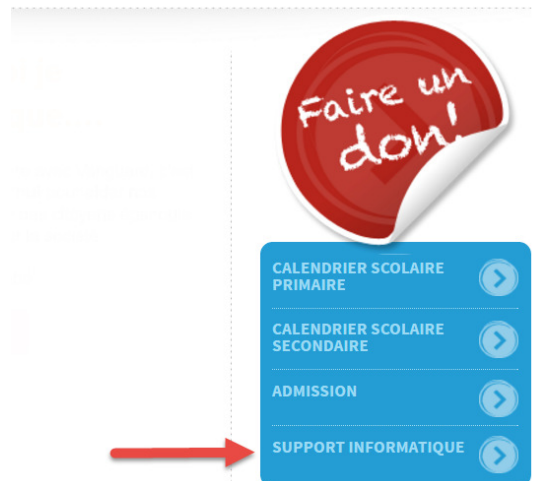 Faire un
don!
CALENDRIER SCOLAIRE
PRIMAIRE
CALENDRIER SCOLAIRE
SECONDAIRE
ADMISSION
SUPPORT INFORMATIQUE